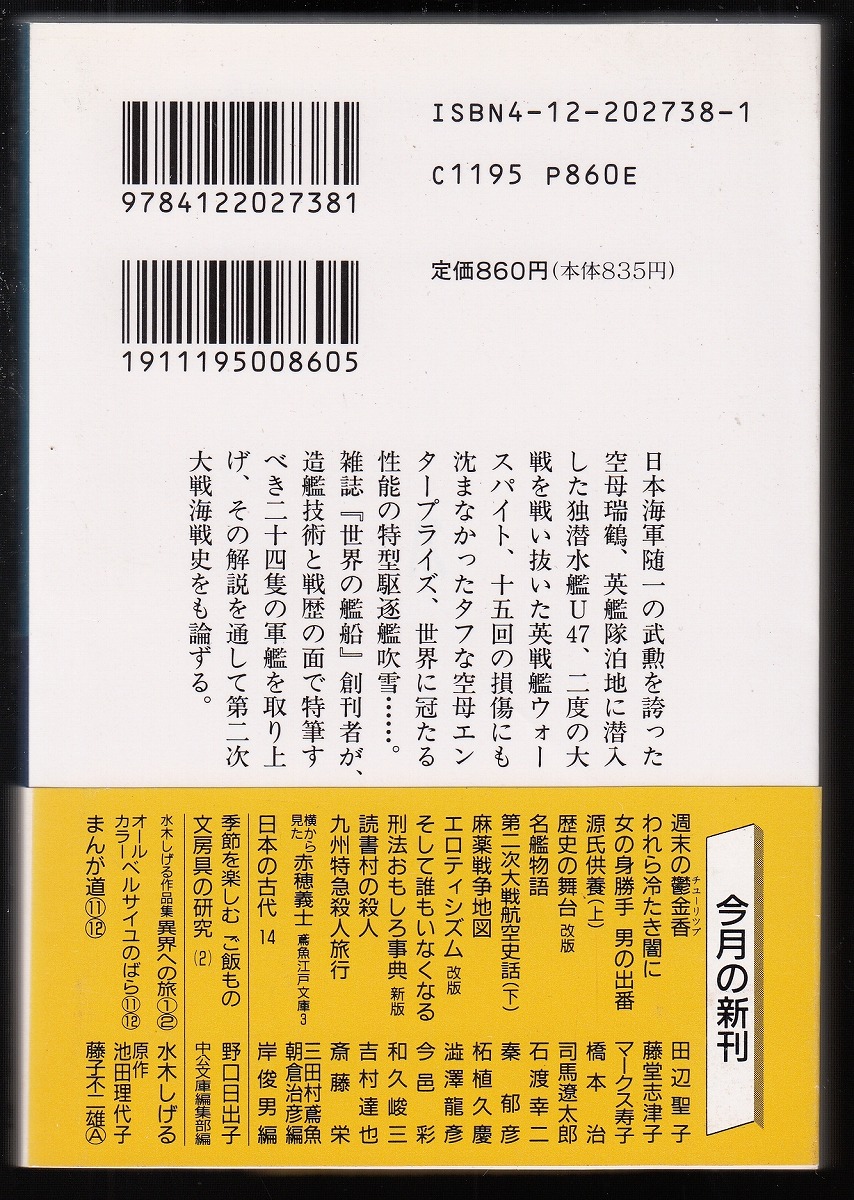 ISBN4-12-202738-1
C1195 P860E
9784122027381
定価860円(本体835円)
1911195008605
日本海軍随一の武勲を誇った
空母瑞鶴、英艦隊泊地に潜入
した独潜水艦U47、二度の大
戦を戦い抜いた英戦艦ウォー
スパイト、十五回の損傷にも
沈まなかったタフな空母エン
タープライズ、世界に冠たる
性能の特型駆逐艦吹雪……。
雑誌『世界の艦船』創刊者が、
造艦技術と戦歴の面で特筆す
べき二十四隻の軍艦を取り上
げ、その解説を通して第二次
大戦海戦史をも論ずる。
今月の新刊
週末の鬱金香 チューリップ 田辺聖子
われら冷たき闇に 藤堂志津子
女の身勝手 男の出番 マークス寿子
源氏供養(上) 橋本治
歴史の舞台 改版 司馬遼太郎
名艦物語 石渡幸二
第二次大戦航空史話(下) 秦郁彦
麻薬戦争地図 柘植久慶
エロティシズム 改版 澁澤龍彥
そして誰もいなくなる 今邑彩
刑法おもしろ事典 新版 和久峻三
読書村の殺人 吉村達也
九州特急殺人旅行 斎藤栄
横から見た 赤穂義士 鳶魚江戸文庫3 三田村鳶魚 朝倉治彦編
日本の古代 14 岸俊男編
季節を楽しむ ご飯もの 野口日出子
文房具の研究(2) 中公文庫編集部編
水木しげる作品集 異界への旅①② 水木しげる
オールカラーベルサイユのばら⑪⑫ 原作 池田理代子
まんが道⑪⑫ 藤子不二雄Ⓐ